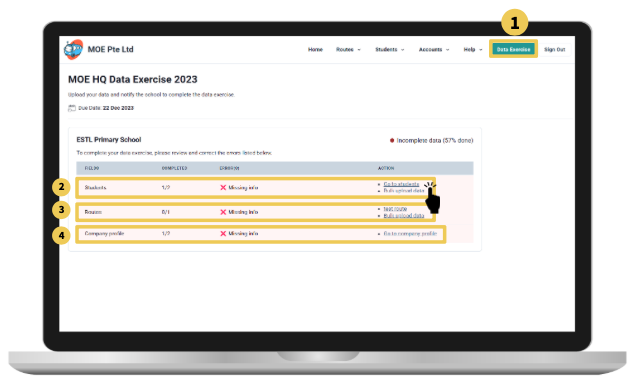 1
MOE Pte Ltd
Home Routes Students Accounts Help Data Exercise Sign Out
MOE HQ Data Exercise 2023
Upload your data and notify the school to complete the data exercise.
Due Date: 22 Dec 2023
ESTL Primary School
Incomplete data (57% done)
To complete your data exercise, please review and correct the errors listed below.
FIELDS COMPLETED ERROR(S) ACTION
2 Students 1/2 Missing info Go to students
Bulk upload data
3 Routes 0/1 Missing info test route
Bulk upload data
4 Company profile 1/2 Missing info Go to company profile